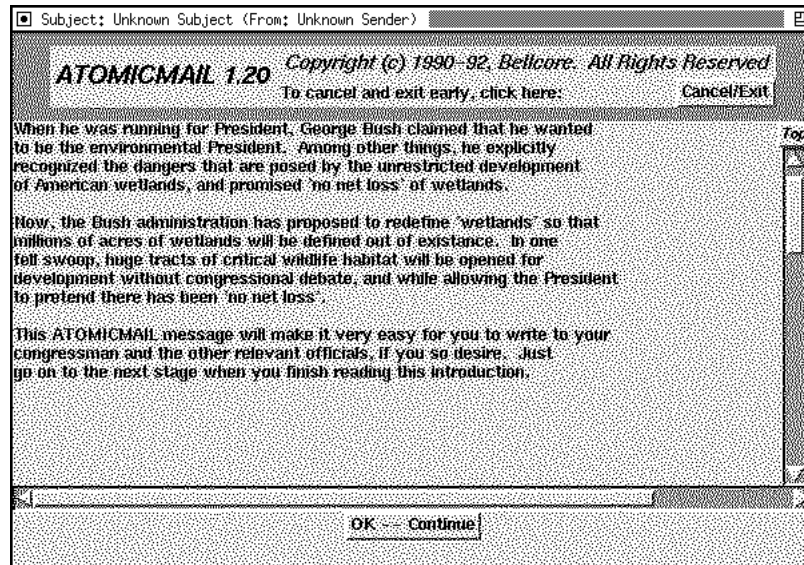 Subject: Unknown Subject (From: Unknown Sender)
ATOMICMAIL 1.20
Copyright (c) 1990-92, Bellcore. All Rights Reserved
To cancel and exit early, click here:
Cancel/Exit
When he was running for President, George Bush claimed that he wanted
to be the environmental President. Among other things, he explicitly
recognized the dangers that are posed by the unrestricted development
of American wetlands, and promised "no net loss" of wetlands.
Now, the Bush administration has proposed to redefine "wetlands" so that
millions of acres of wetlands will be defined out of existance. In one
fell swoop, huge tracts of critical wildlife habitat will be opened for
development without congressional debate, and while allowing the President
to pretend there has been "no net loss".
This ATOMICMAIL message will make it very easy for you to write to your
congressman and the other relevant officials, if you so desire. Just
go on to the next stage when you finish reading this introduction.
Top
OK -- Continue